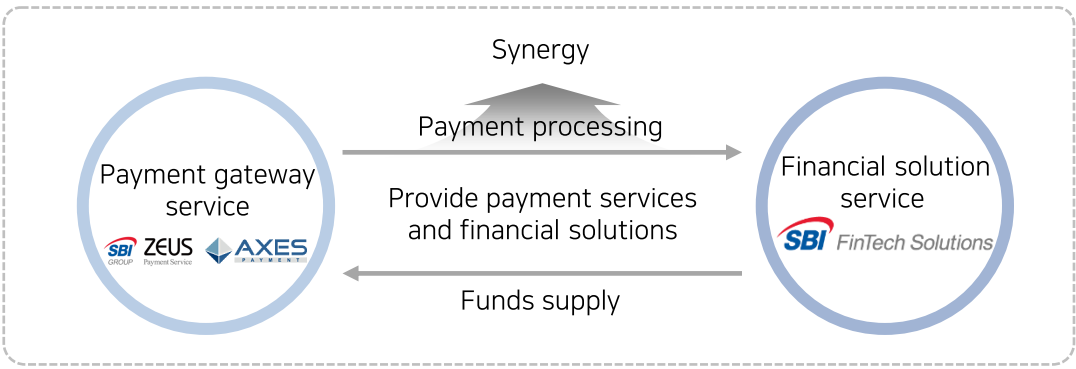 Synergy
Payment processing
Payment gateway
service
SBI
GROUP
ZEUS
Payment Service
AXES
PAYMENT
Provide payment services
and financial solutions
Financial solution
service
SBI FinTech Solutions
Funds supply